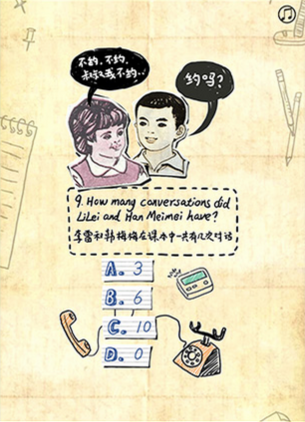 不约,不约,
叔叔我不约..
约吗?
9. How many conversations did
LiLei and Han Meimei have?
李雷和韩梅梅在课本中一共有几次对话
A. 3
B. 6
C. 10
D. 0